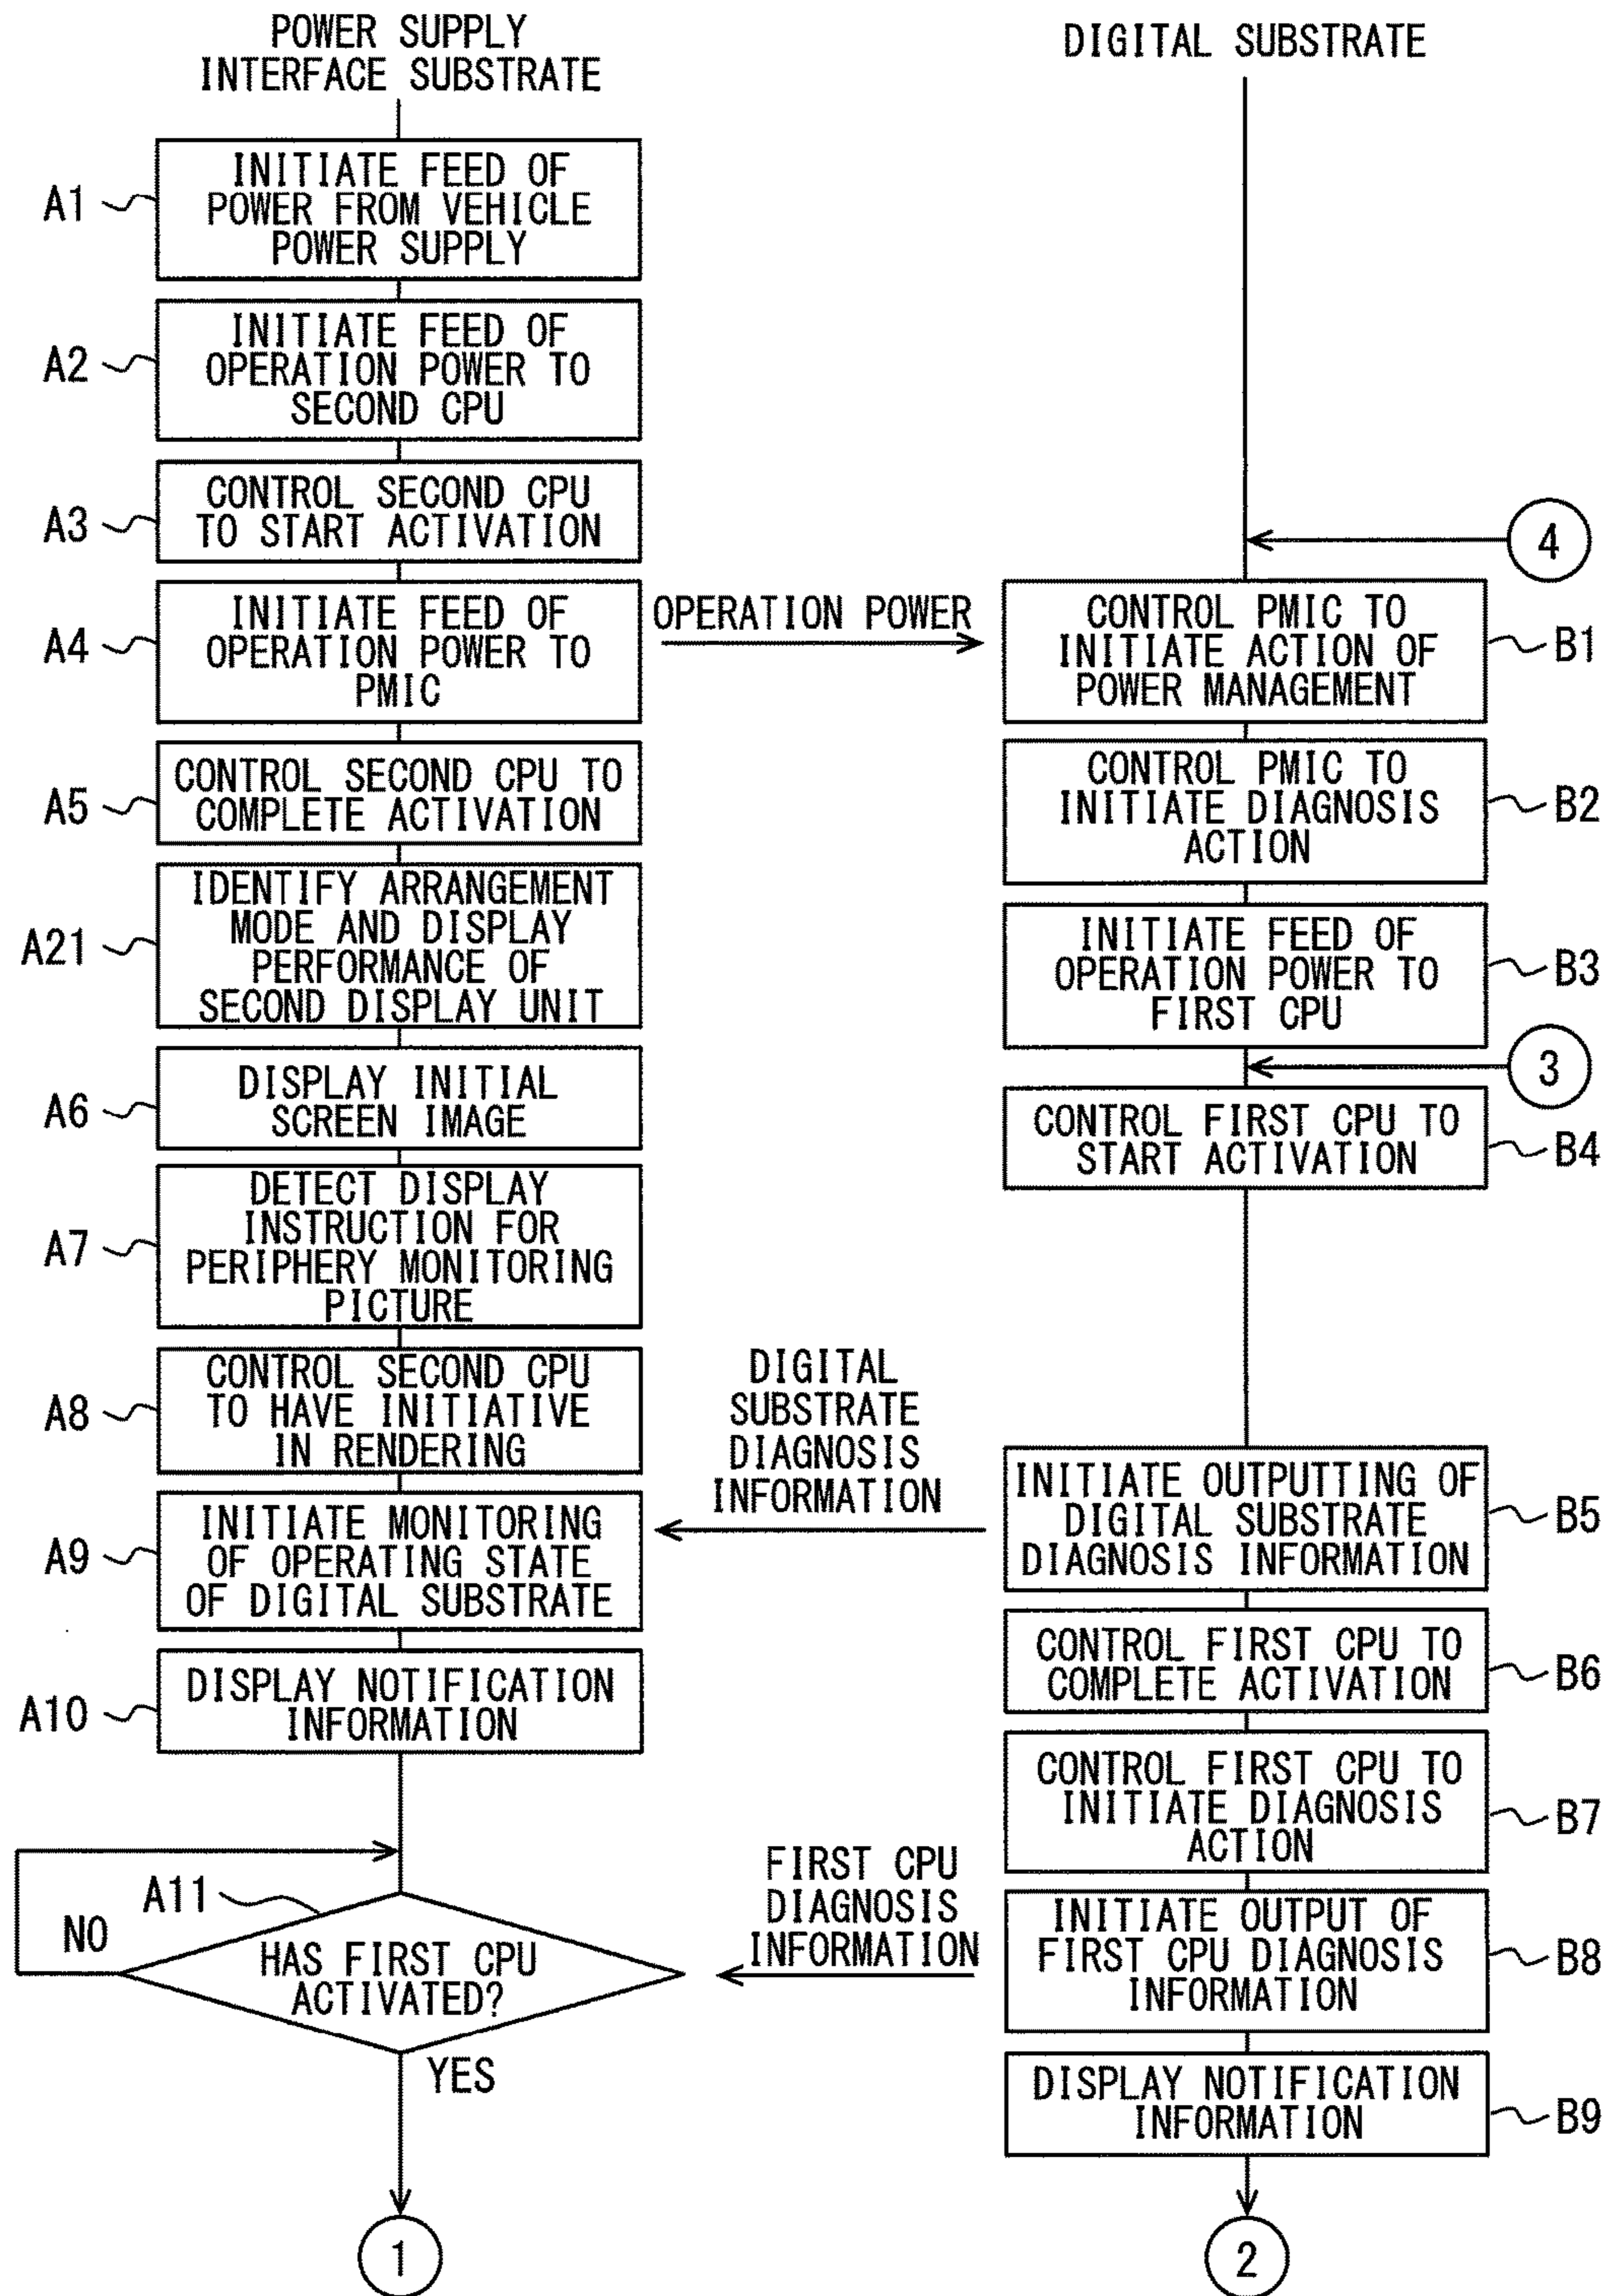 POWER SUPPLY
INTERFACE SUBSTRATE
A1
INITIATE FEED OF
POWER FROM VEHICLE
POWER SUPPLY
A2
INITIATE FEED OF
OPERATION POWER TO
SECOND CPU
A3
CONTROL SECOND CPU
TO START ACTIVATION
A4
INITIATE FEED OF
OPERATION POWER TO
PMIC
OPERATION POWER
A5
CONTROL SECOND CPU TO
COMPLETE ACTIVATION
A21
IDENTIFY ARRANGEMENT
MODE AND DISPLAY
PERFORMANCE OF
SECOND DISPLAY UNIT
A6
DISPLAY INITIAL
SCREEN IMAGE
A7
DETECT DISPLAY
INSTRUCTION FOR
PERIPHERY MONITORING
PICTURE
A8
CONTROL SECOND CPU
TO HAVE INITIATIVE
IN RENDERING
A9
INITIATE MONITORING
OF OPERATING STATE
OF DIGITAL SUBSTRATE
A10
DISPLAY NOTIFICATION
INFORMATION
A11
NO
HAS FIRST CPU
ACTIVATED?
YES
1
DIGITAL SUBSTRATE
4
CONTROL PMIC TO
INITIATE ACTION OF
POWER MANAGEMENT
B1
CONTROL PMIC TO
INITIATE DIAGNOSIS
ACTION
B2
INITIATE FEED OF
OPERATION POWER TO
FIRST CPU
B3
3
CONTROL FIRST CPU TO
START ACTIVATION
B4
DIGITAL
SUBSTRATE
DIAGNOSIS
INFORMATION
INITIATE OUTPUTTING OF
DIGITAL SUBSTRATE
DIAGNOSIS INFORMATION
B5
CONTROL FIRST CPU TO
COMPLETE ACTIVATION
B6
CONTROL FIRST CPU TO
INITIATE DIAGNOSIS
ACTION
B7
FIRST CPU
DIAGNOSIS
INFORMATION
INITIATE OUTPUT OF
FIRST CPU DIAGNOSIS
INFORMATION
B8
DISPLAY NOTIFICATION
INFORMATION
B9
2